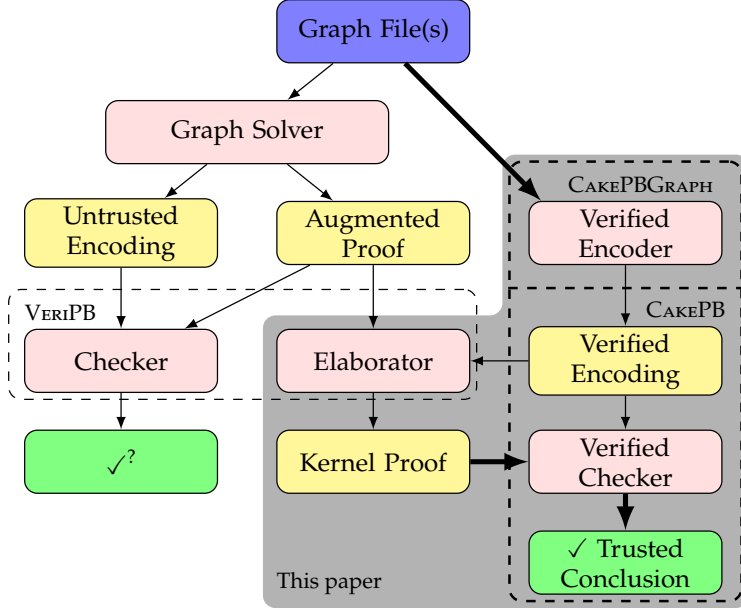 Graph File(s)
Graph Solver
CAKEPBGRAPH
Untrusted
Encoding
Augmented
Proof
Verified
Encoder
VERIPB
CAKEPB
Checker
Elaborator
Verified
Encoding
✓?
Kernel Proof
Verified
Checker
✓ Trusted
Conclusion
This paper